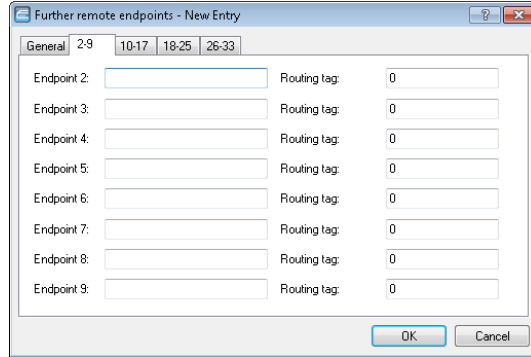 Further remote endpoints - New Entry
General 2-9 10-17 18-25 26-33
Endpoint 2: Routing tag: 0
Endpoint 3: Routing tag: 0
Endpoint 4: Routing tag: 0
Endpoint 5: Routing tag: 0
Endpoint 6: Routing tag: 0
Endpoint 7: Routing tag: 0
Endpoint 8: Routing tag: 0
Endpoint 9: Routing tag: 0
OK Cancel